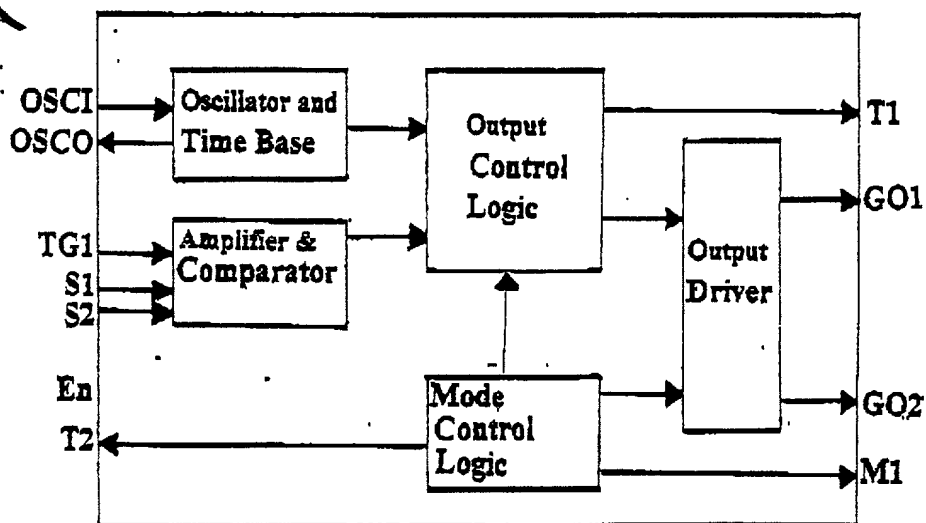 OSCI
OSCO
TG1
S1
S2
En
T2
Oscillator and
Time Base
Amplifier &
Comparator
Output
Control
Logic
Mode
Control
Logic
Output
Driver
T1
GO1
GO2
M1